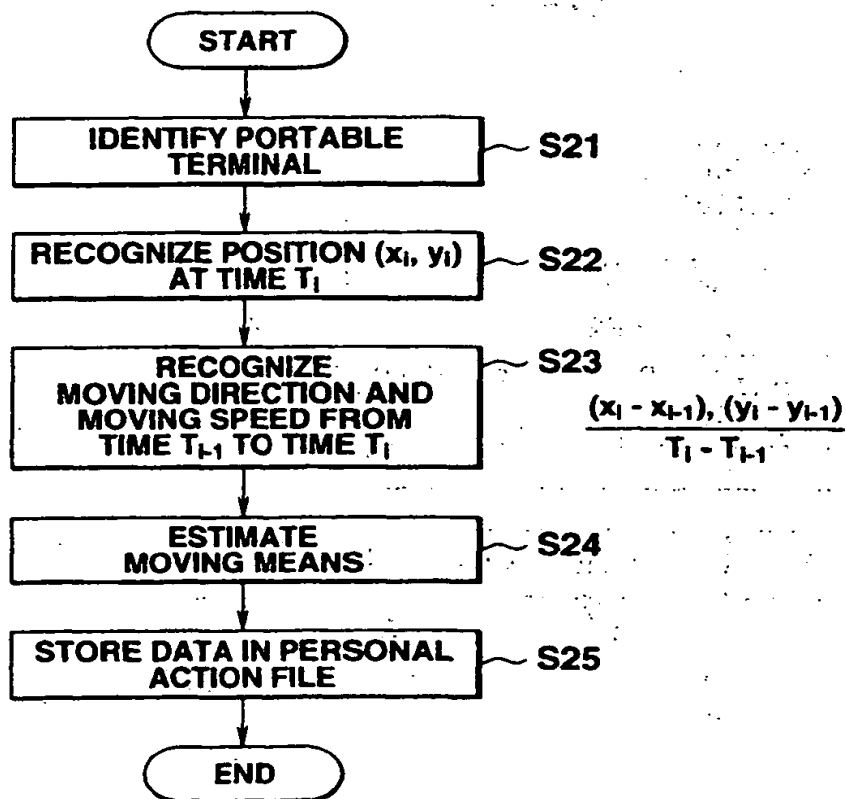 START
IDENTIFY PORTABLE
TERMINAL
S21
RECOGNIZE POSITION (xᵢ, yᵢ)
AT TIME Tᵢ
S22
RECOGNIZE
MOVING DIRECTION AND
MOVING SPEED FROM
TIME Tᵢ₋₁ TO TIME Tᵢ
S23
(xᵢ - xᵢ₋₁), (yᵢ - yᵢ₋₁)
Tᵢ - Tᵢ₋₁
ESTIMATE
MOVING MEANS
S24
STORE DATA IN PERSONAL
ACTION FILE
S25
END